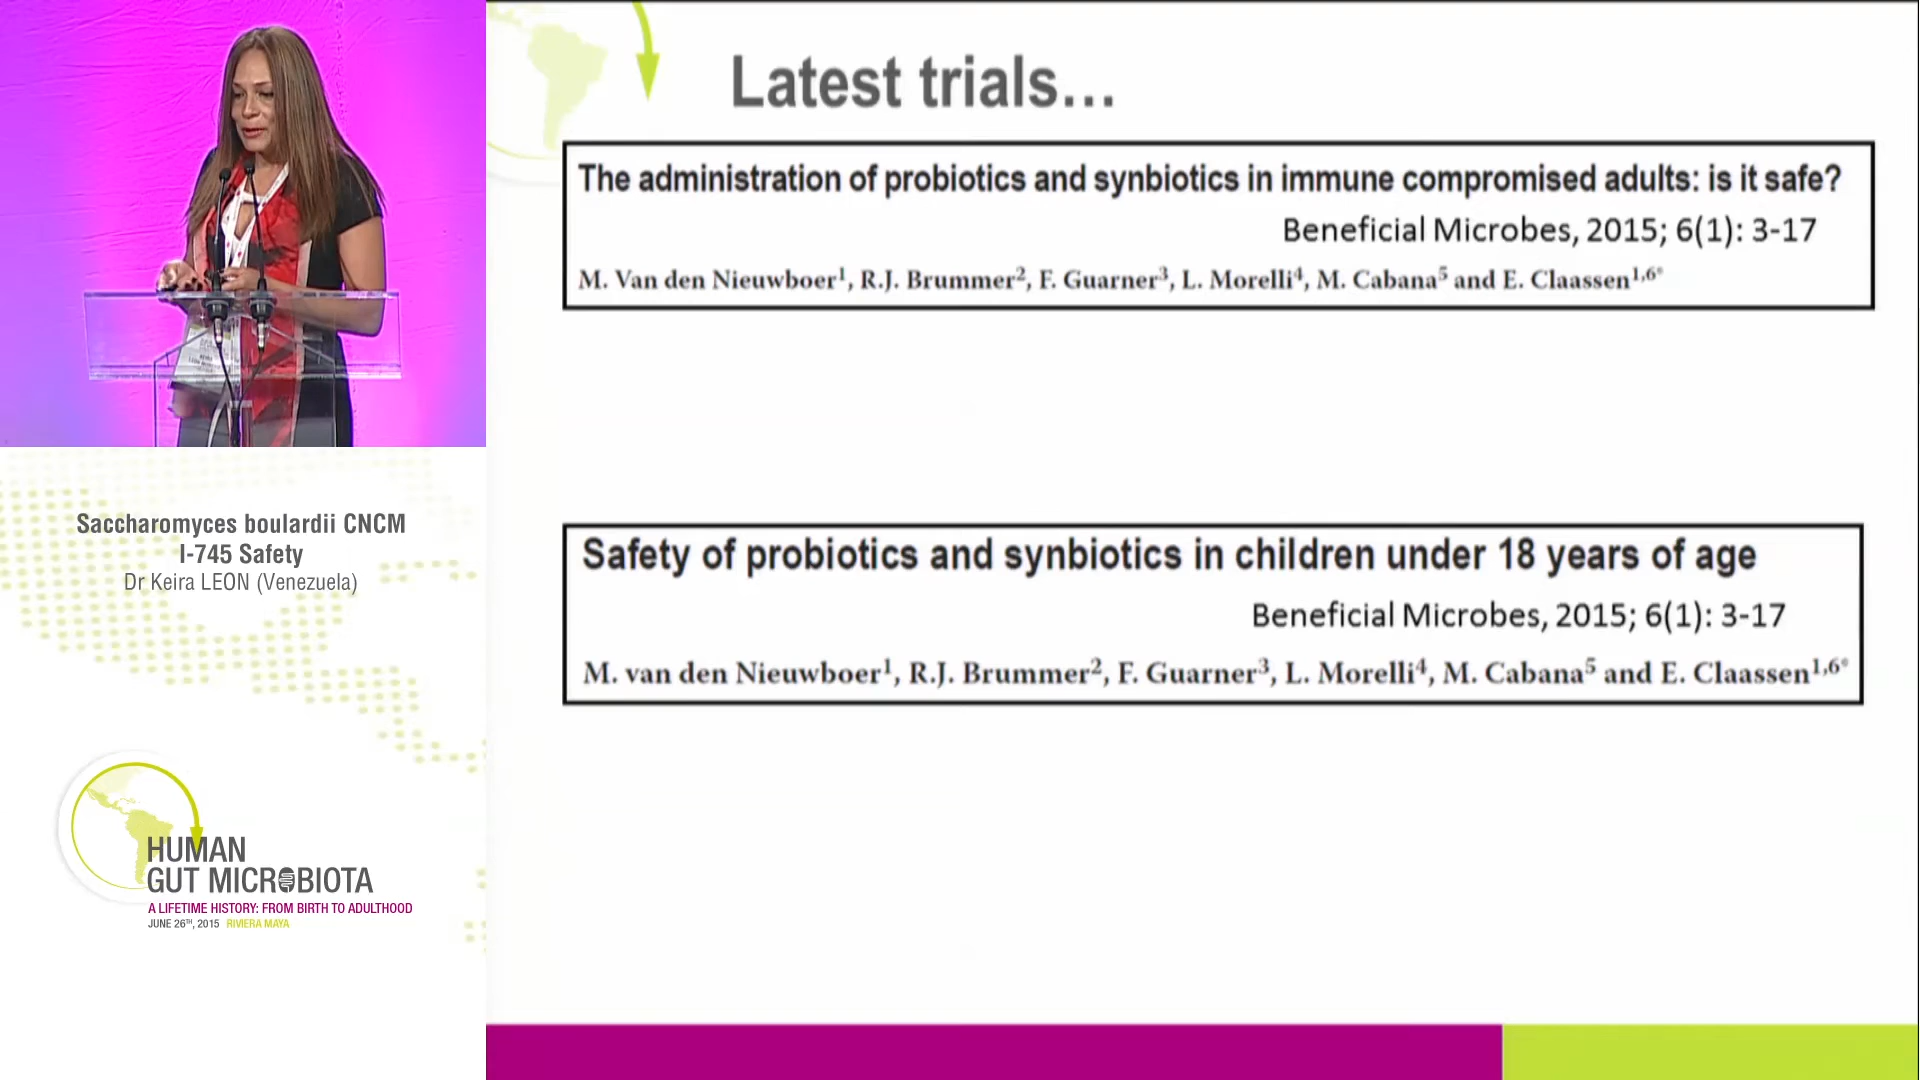 Latest trials...
The administration of probiotics and synbiotics in immune compromised adults: is it safe?
Beneficial Microbes, 2015; 6(1): 3-17
M. Van den Nieuwboer1, R.J. Brummer2, F. Guarner3, L. Morelli4, M. Cabana5 and E. Claassen1,6*
Safety of probiotics and synbiotics in children under 18 years of age
Beneficial Microbes, 2015; 6(1): 3-17
M. van den Nieuwboer1, R.J. Brummer2, F. Guarner3, L. Morelli4, M. Cabana5 and E. Claassen1,6*
Saccharomyces boulardii CNCM
I-745 Safety
Dr Keira LEON (Venezuela)
HUMAN
GUT MICROBIOTA
A LIFETIME HISTORY: FROM BIRTH TO ADULTHOOD
JUNE 26TH, 2015 RIVIERA MAYA